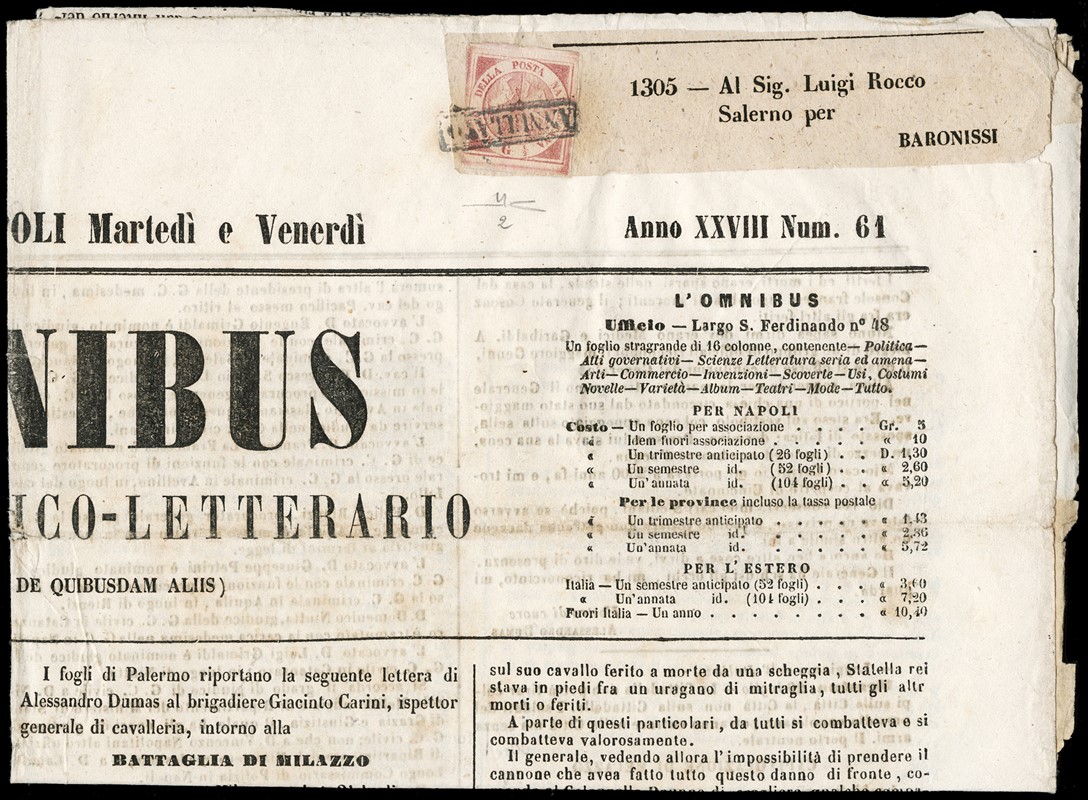 DELLA POSTA NA
ANNULLATO
G ½
1305 — Al Sig. Luigi Rocco
Salerno per
BARONISSI
4
2
OLI Martedì e Venerdì
Anno XXVIII Num. 61
NIBUS
ICO-LETTERARIO
DE QUIBUSDAM ALIIS)
L'OMNIBUS
Ufficio — Largo S. Ferdinando nº 48
Un foglio stragrande di 16 colonne, contenente— Politica—
Atti governativi— Scienze Letteratura seria ed amena—
Arti—Commercio—Invenzioni—Scoverte—Usi, Costumi
Novelle—Varietà—Album—Teatri—Mode—Tutto.
PER NAPOLI
Costo — Un foglio per associazione . . . . Gr. 5
« Idem fuori associazione . . . . . « 10
« Un trimestre anticipato (26 fogli) . . D. 1,30
« Un semestre id. (52 fogli) . . « 2,60
« Un'annata id. (104 fogli) . . « 5,20
Per le province incluso la tassa postale
« Un trimestre anticipato . . . . . « 1,43
« Un semestre id. . . . . . « 2,86
« Un'annata id. . . . . . « 5,72
PER L'ESTERO
Italia — Un semestre anticipato (52 fogli) . . . « 3,60
« Un'annata id. (104 fogli) . . . « 7,20
Fuori Italia — Un anno . . . . . . . « 10,40
I fogli di Palermo riportano la seguente lettera di
Alessandro Dumas al brigadiere Giacinto Carini, ispettor
generale di cavalleria, intorno alla
BATTAGLIA DI MILAZZO
sul suo cavallo ferito a morte da una scheggia, Statella rei
stava in piedi fra un uragano di mitraglia, tutti gli altr
morti o feriti.
A parte di questi particolari, da tutti si combatteva e si
combatteva valorosamente.
Il generale, vedendo allora l'impossibilità di prendere il
cannone che avea fatto tutto questo danno di fronte, co-